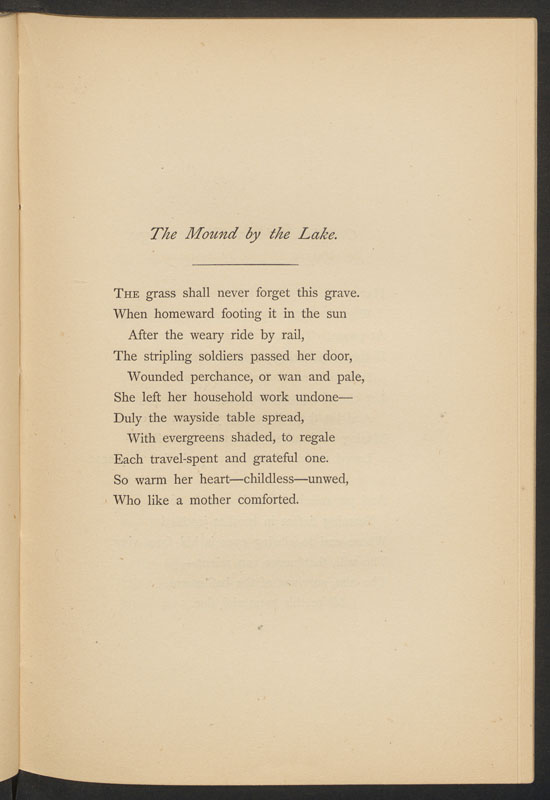 The Mound by the Lake.
THE grass shall never forget this grave.
When homeward footing it in the sun
After the weary ride by rail,
The stripling soldiers passed her door,
Wounded perchance, or wan and pale,
She left her household work undone—
Duly the wayside table spread,
With evergreens shaded, to regale
Each travel-spent and grateful one.
So warm her heart—childless—unwed,
Who like a mother comforted.